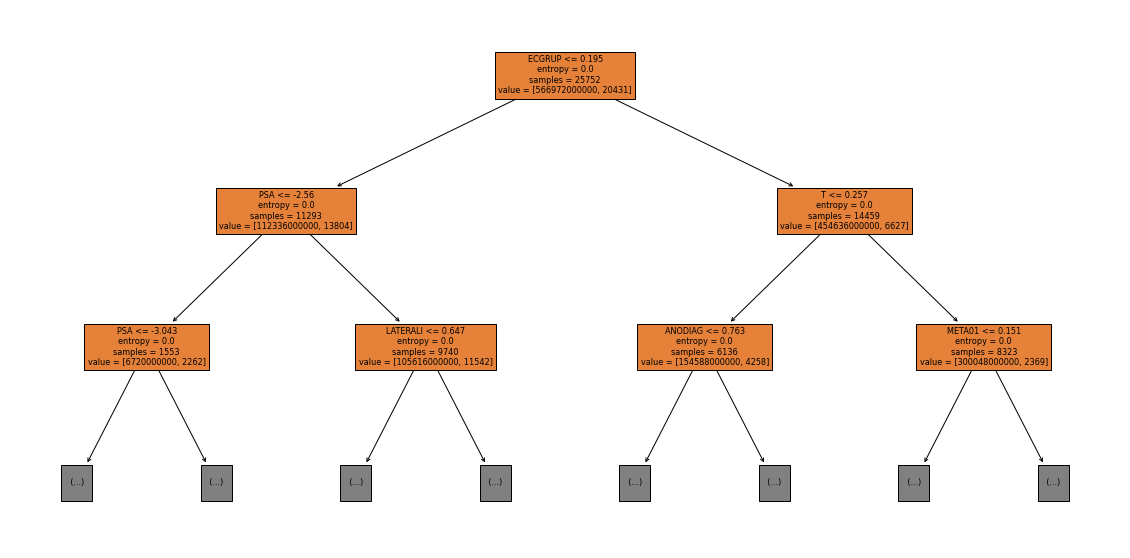 ECGRUP <= 0.195
entropy = 0.0
samples = 25752
value = [566972000000, 20431]
PSA <= -2.56
entropy = 0.0
samples = 11293
value = [112336000000, 13804]
T <= 0.257
entropy = 0.0
samples = 14459
value = [454636000000, 6627]
PSA <= -3.043
entropy = 0.0
samples = 1553
value = [6720000000, 2262]
LATERALI <= 0.647
entropy = 0.0
samples = 9740
value = [105616000000, 11542]
ANODIAG <= 0.763
entropy = 0.0
samples = 6136
value = [154588000000, 4258]
META01 <= 0.151
entropy = 0.0
samples = 8323
value = [300048000000, 2369]
(...)
(...)
(...)
(...)
(...)
(...)
(...)
(...)